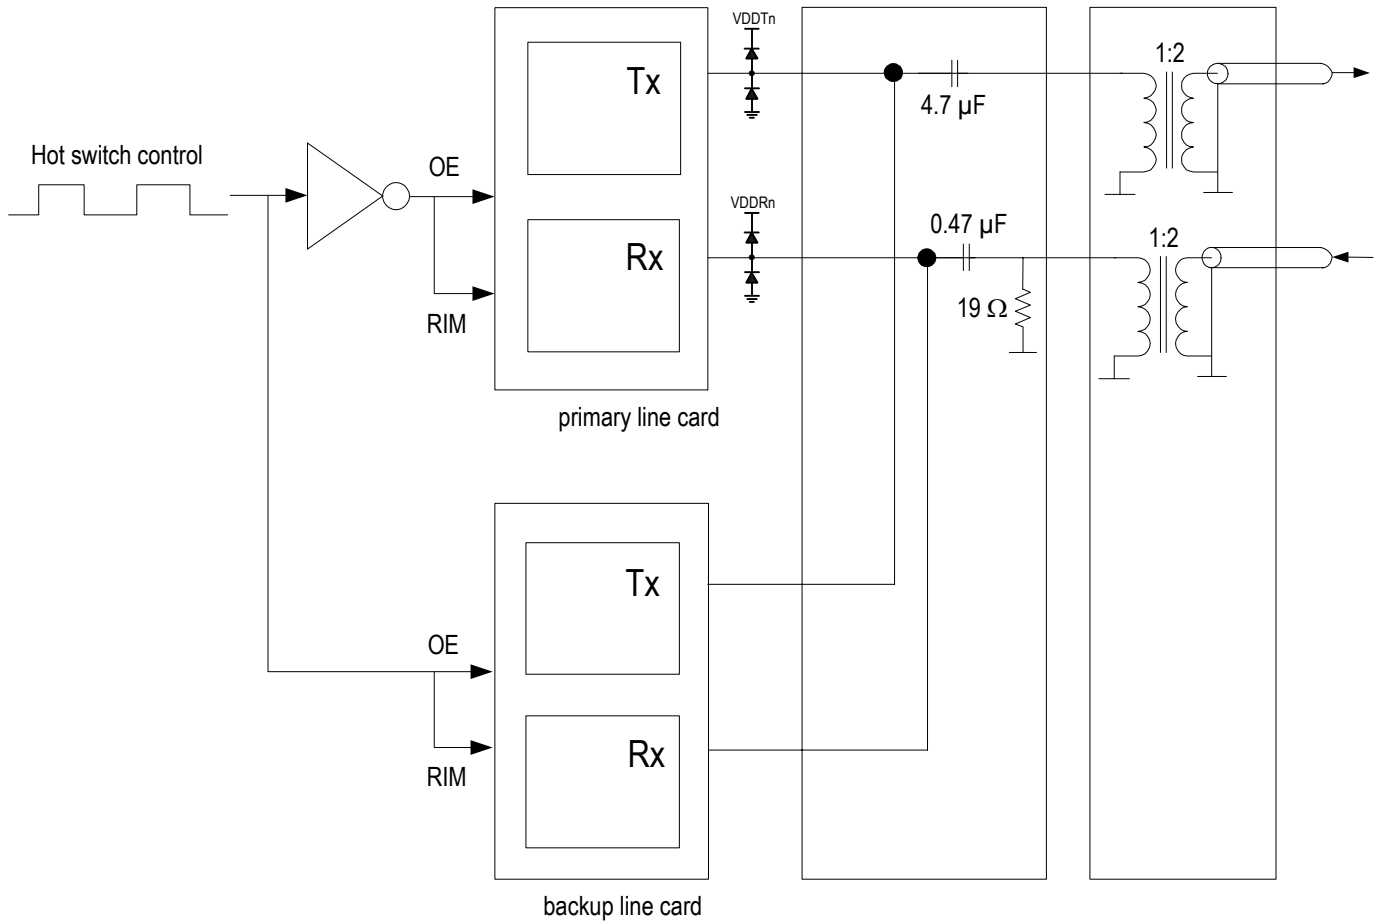 VDDTn
1:2
Tx
4.7 µF
Hot switch control
OE
VDDRn
0.47 µF
1:2
Rx
19 Ω
RIM
primary line card
Tx
OE
Rx
RIM
backup line card